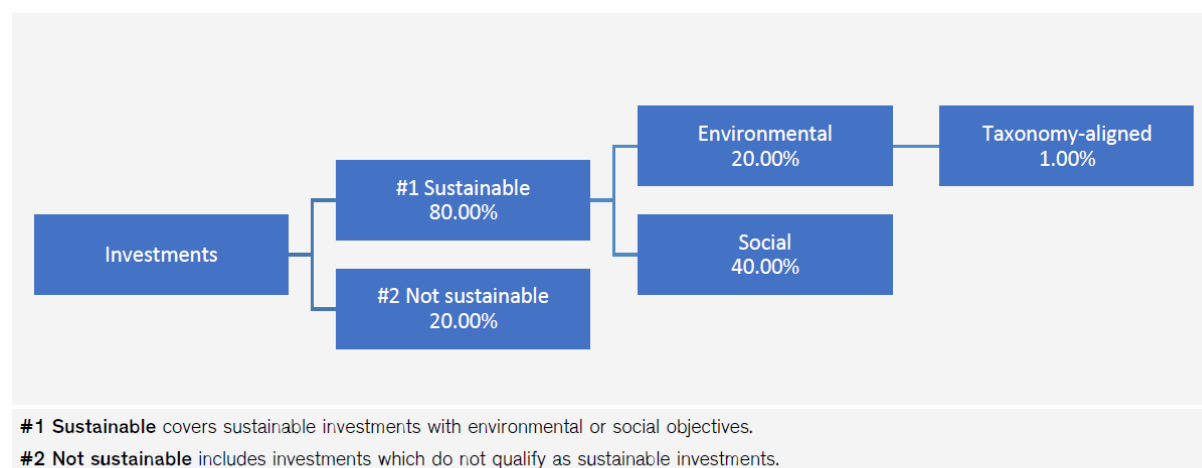 Investments
#1 Sustainable
80.00%
#2 Not sustainable
20.00%
Environmental
20.00%
Social
40.00%
Taxonomy-aligned
1.00%
#1 Sustainable covers sustainable investments with environmental or social objectives.
#2 Not sustainable includes investments which do not qualify as sustainable investments.